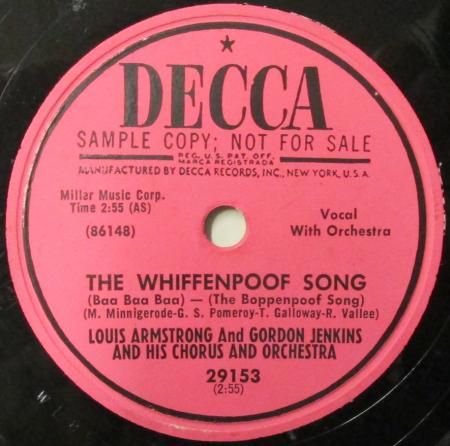 DECCA
SAMPLE COPY; NOT FOR SALE
REG. U.S. PAT. OFF.
MARCA REGISTRADA
MANUFACTURED BY DECCA RECORDS, INC., NEW YORK, U.S.A.
Miller Music Corp.
Time 2:55 (AS)
(86148)
Vocal
With Orchestra
THE WHIFFENPOOF SONG
(Baa Baa Baa) — (The Boppenpoof Song)
(M. Minnigerode-G. S. Pomeroy-T. Galloway-R. Vallee)
LOUIS ARMSTRONG And GORDON JENKINS
AND HIS CHORUS AND ORCHESTRA
29153
(2:55)